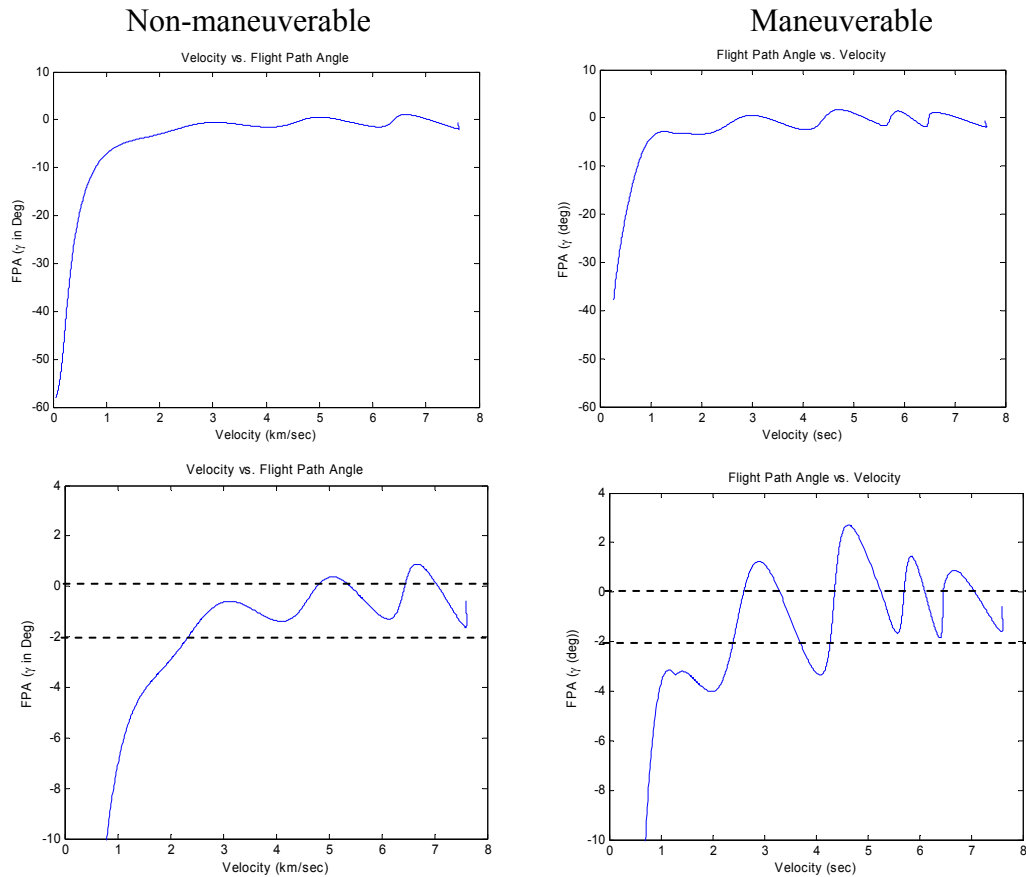 Non-maneuverable
Maneuverable
Velocity vs. Flight Path Angle
10
0
-10
-20
-30
-40
-50
-60
FPA (γ in Deg)
0 1 2 3 4 5 6 7 8
Velocity (km/sec)
Flight Path Angle vs. Velocity
10
0
-10
-20
-30
-40
-50
-60
FPA (γ (deg))
0 1 2 3 4 5 6 7 8
Velocity (sec)
Velocity vs. Flight Path Angle
4
2
0
-2
-4
-6
-8
-10
FPA (γ in Deg)
0 1 2 3 4 5 6 7 8
Velocity (km/sec)
Flight Path Angle vs. Velocity
4
2
0
-2
-4
-6
-8
-10
FPA (γ (deg))
0 1 2 3 4 5 6 7 8
Velocity (sec)